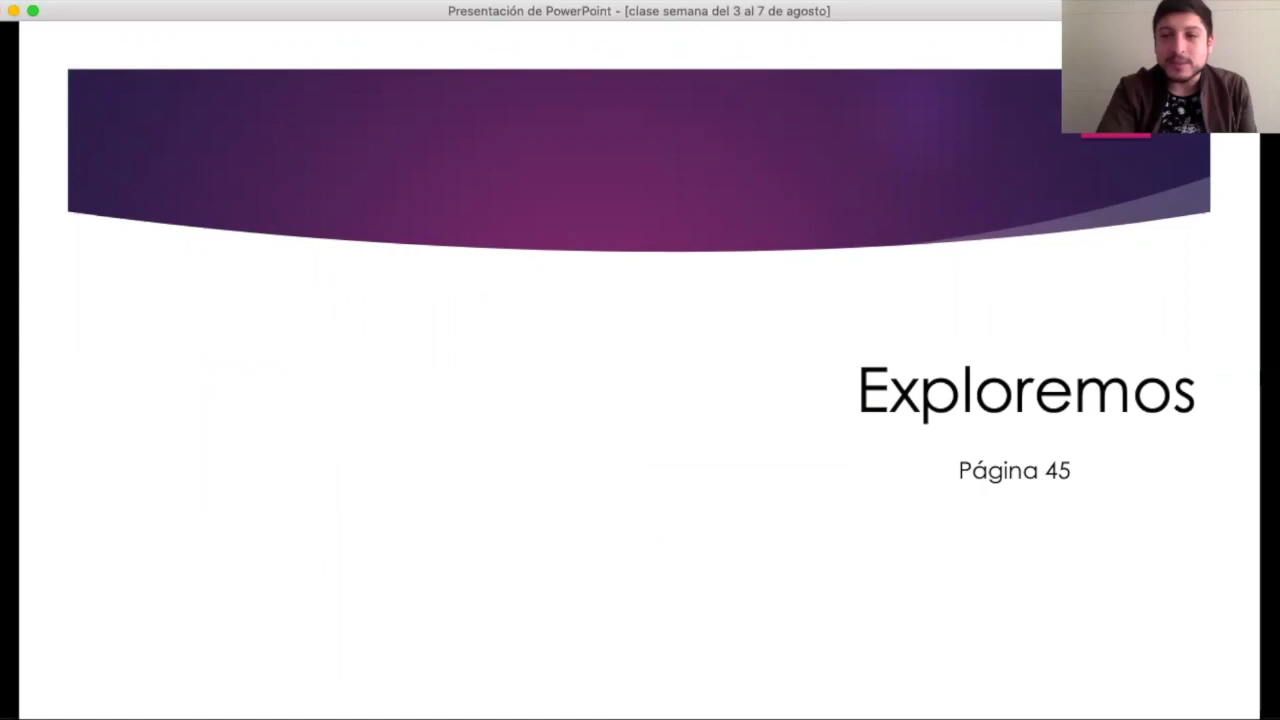 Presentación de PowerPoint - [clase semana del 3 al 7 de agosto]
Exploremos
Página 45